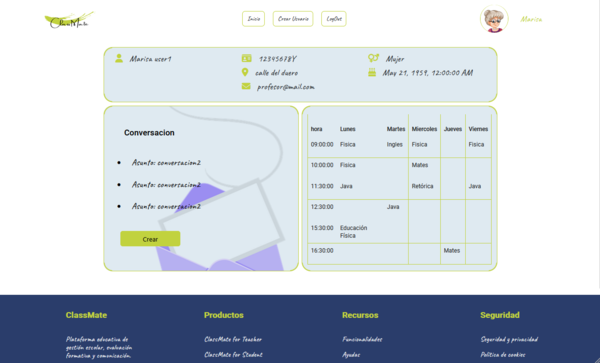 ClassMate
Inicio Crear Usuario LogOut Marisa
Marisa user1 12345678Y Mujer
calle del duero May 21, 1959, 12:00:00 AM
profesor@mail.com
Conversacion
Asunto: conversacion2
Asunto: conversacion2
Asunto: conversacion2
Crear
hora Lunes Martes Miercoles Jueves Viernes
09:00:00 Fisica Ingles Fisica Fisica
10:00:00 Fisica Mates
11:30:00 Java Retórica Java
12:30:00 Java
15:30:00 Educación
Física
16:30:00 Mates
ClassMate Productos Recursos Seguridad
Plataforma educativa de
gestión escolar, evaluación
formativa y comunicación.
ClassMate for Teacher
ClassMate for Student
Funcionalidades
Ayudas
Seguridad y privacidad
Política de cookies